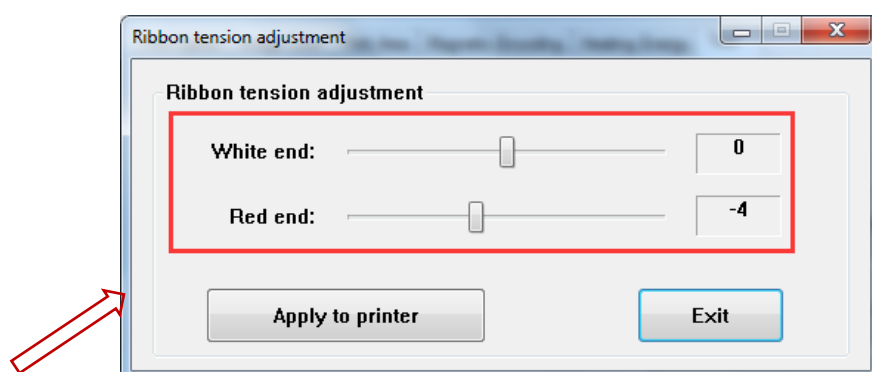 Ribbon tension adjustment
Ribbon tension adjustment
White end: 0
Red end: -4
Apply to printer Exit